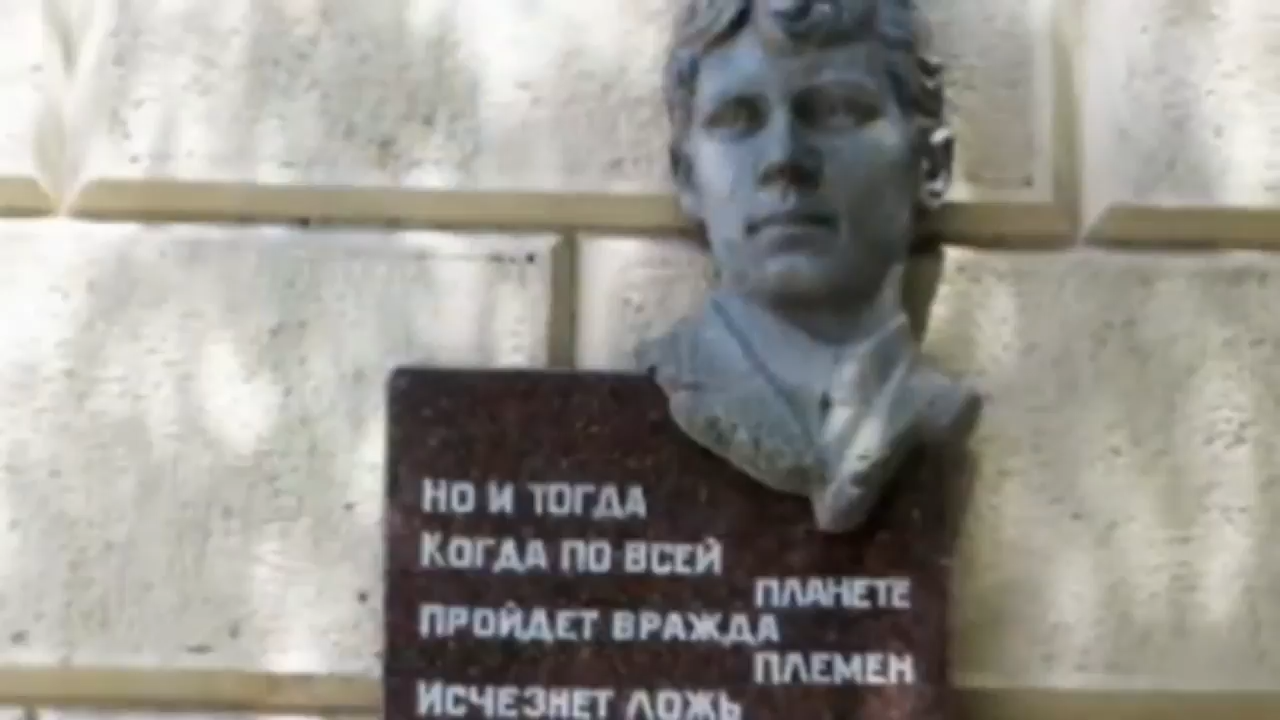 НО И ТОГДА
КОГДА ПО ВСЕЙ
ПЛАНЕТЕ
ПРОЙДЕТ ВРАЖДА
ПЛЕМЕН
ИСЧЕЗНЕТ ЛОЖЬ